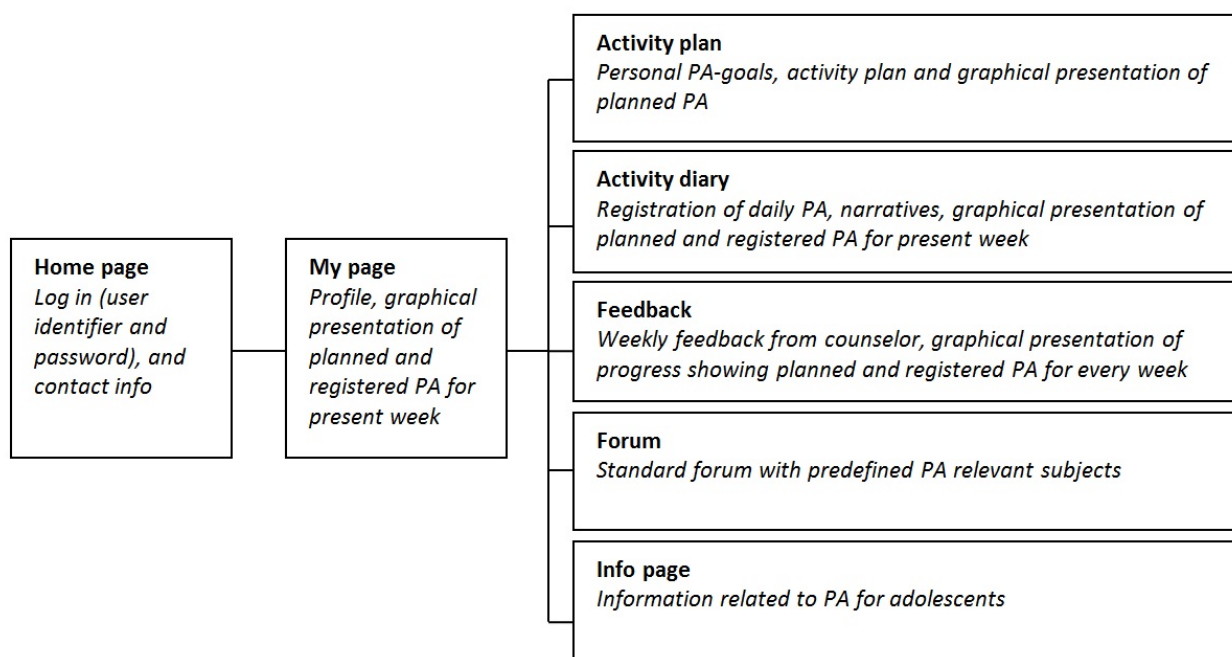 Home page
Log in (user
identifier and
password), and
contact info
My page
Profile, graphical
presentation of
planned and
registered PA for
present week
Activity plan
Personal PA-goals, activity plan and graphical presentation of
planned PA
Activity diary
Registration of daily PA, narratives, graphical presentation of
planned and registered PA for present week
Feedback
Weekly feedback from counselor, graphical presentation of
progress showing planned and registered PA for every week
Forum
Standard forum with predefined PA relevant subjects
Info page
Information related to PA for adolescents